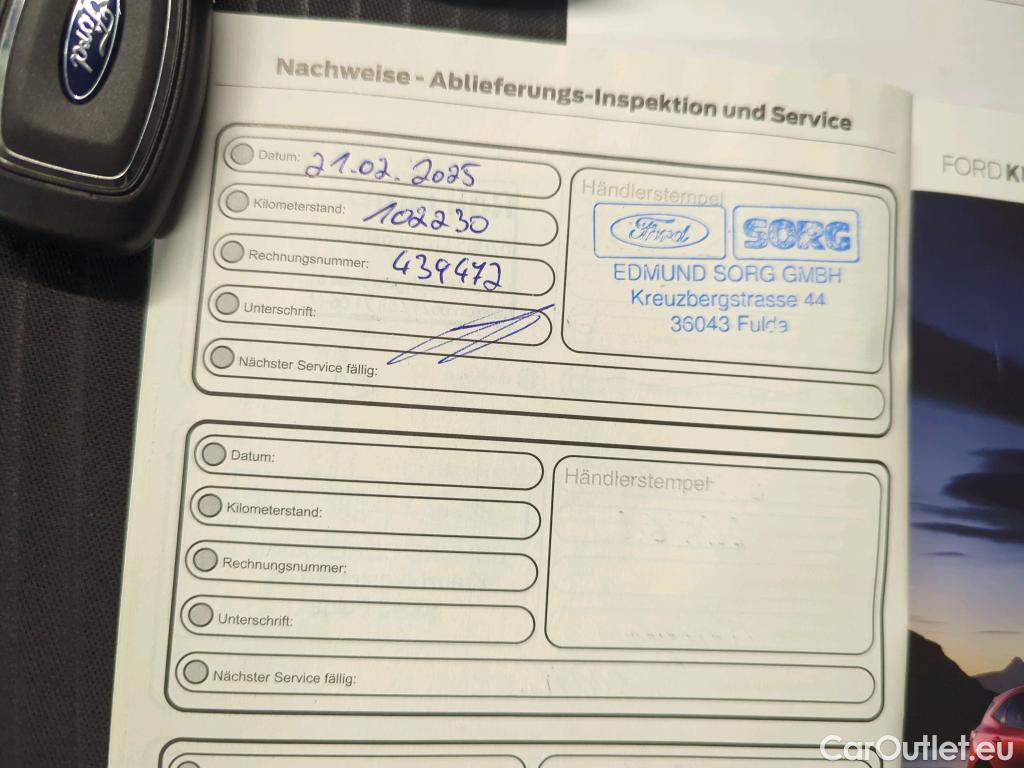 Ford
Nachweise - Ablieferungs-Inspektion und Service
FORD
Datum: 21.02.2025
Kilometerstand: 102230
Rechnungsnummer: 439472
Unterschrift:
Nächster Service fällig:
Händlerstempel
Ford SORG
EDMUND SORG GMBH
Kreuzbergstrasse 44
36043 Fulda
Datum:
Kilometerstand:
Rechnungsnummer:
Unterschrift:
Nächster Service fällig:
Händlerstempel
CarOutlet.eu